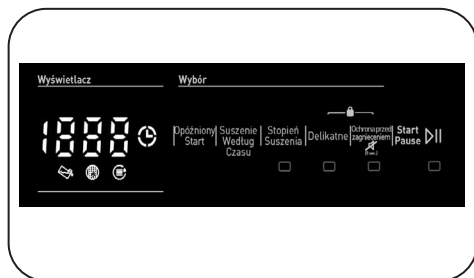 Wyświetlacz
Wybór
1888
Opóźniony
Start
Suszenie
Według
Czasu
Stopień
Suszenia
Delikatne
Ochrona przed
zagnieceniem
Start
Pause